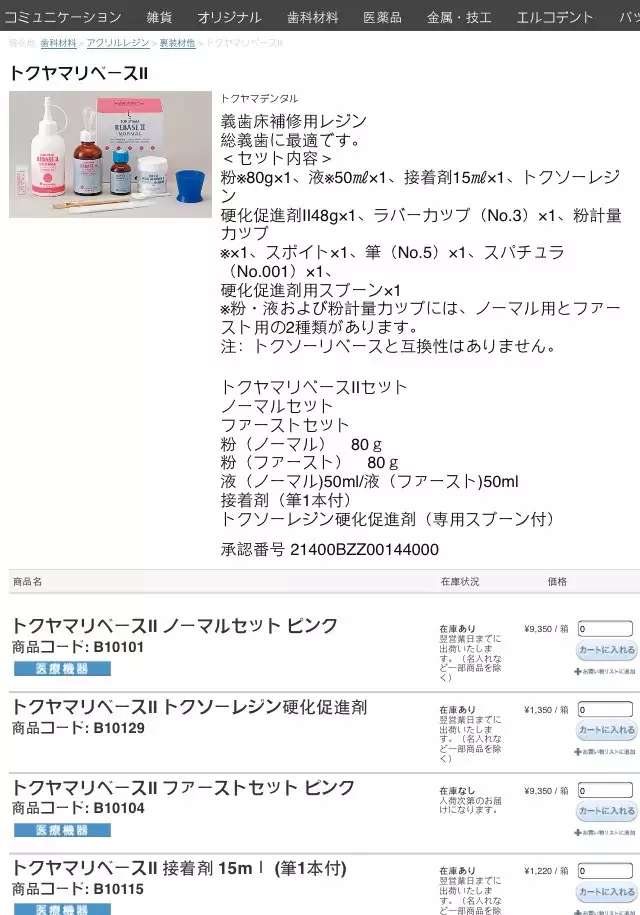 コミュニケーション 雑貨 オリジナル 歯科材料 医薬品 金属・技工 エルコデント
現在地: 歯科材料 > アクリルレジン > 裏装材他 > トクヤマリベースII
トクヤマリベースII
トクヤマデンタル
義歯床補修用レジン
総義歯に最適です。
＜セット内容＞
粉※80g×1、液※50㎖×1、接着剤15㎖×1、トクソーレジ
ン
硬化促進剤II48g×1、ラバーカップ（No.3）×1、粉計量
カップ
※×1、スポイト×1、筆（No.5）×1、スパチュラ
（No.001）×1、
硬化促進剤用スプーン×1
※粉・液および粉計量カップには、ノーマル用とファー
スト用の2種類があります。
注：トクソーリベースと互換性はありません。
トクヤマリベースIIセット
ノーマルセット
ファーストセット
粉（ノーマル） 80ｇ
粉（ファースト） 80ｇ
液（ノーマル)50ml/液（ファースト)50ml
接着剤（筆1本付）
トクソーレジン硬化促進剤（専用スプーン付）
承認番号 21400BZZ00144000
REBASE II
NORMAL
REBASE II
商品名 在庫状況 価格
トクヤマリベースII ノーマルセット ピンク
商品コード: B10101
医療機器
在庫あり
翌営業日までに
出荷いたしま
す。（名入れな
ど一部商品を除
く）
¥9,350 / 箱
0
カートに入れる
お買い物リストに追加
トクヤマリベースII トクソーレジン硬化促進剤
商品コード: B10129
在庫あり
翌営業日までに
出荷いたしま
す。（名入れな
ど一部商品を除
く）
¥1,350 / 箱
0
カートに入れる
お買い物リストに追加
トクヤマリベースII ファーストセット ピンク
商品コード: B10104
医療機器
在庫なし
入荷次第のお届
けになります。
¥9,350 / 箱
0
カートに入れる
お買い物リストに追加
トクヤマリベースII 接着剤 15mｌ (筆1本付)
商品コード: B10115
医療機器
在庫あり
翌営業日までに
出荷いたしま
す。（名入れな
ど一部商品を除
¥1,220 / 箱
0
カートに入れる
お買い物リストに追加